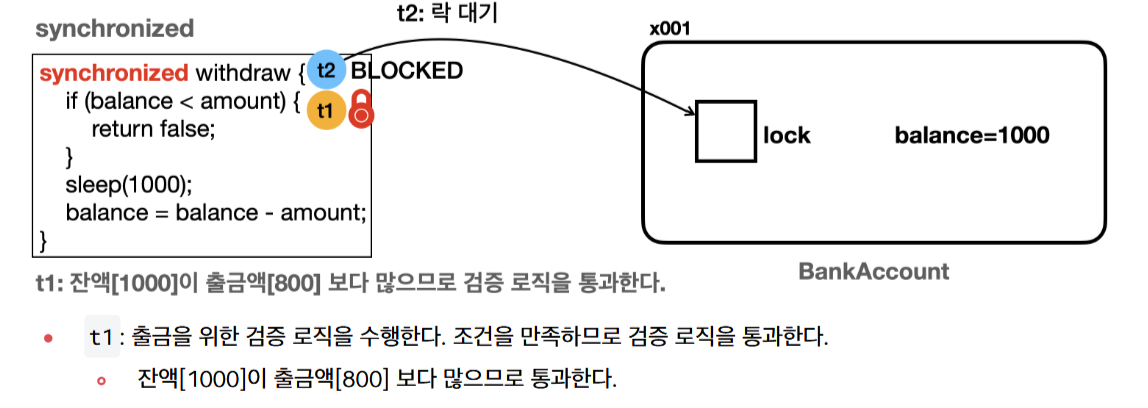 t2: 락 대기
synchronized
x001
synchronized withdraw { t2 BLOCKED
if (balance < amount) { t1
return false;
}
sleep(1000);
balance = balance - amount;
}
lock
balance=1000
BankAccount
t1: 잔액[1000]이 출금액[800] 보다 많으므로 검증 로직을 통과한다.
t1 : 출금을 위한 검증 로직을 수행한다. 조건을 만족하므로 검증 로직을 통과한다.
잔액[1000]이 출금액[800] 보다 많으므로 통과한다.